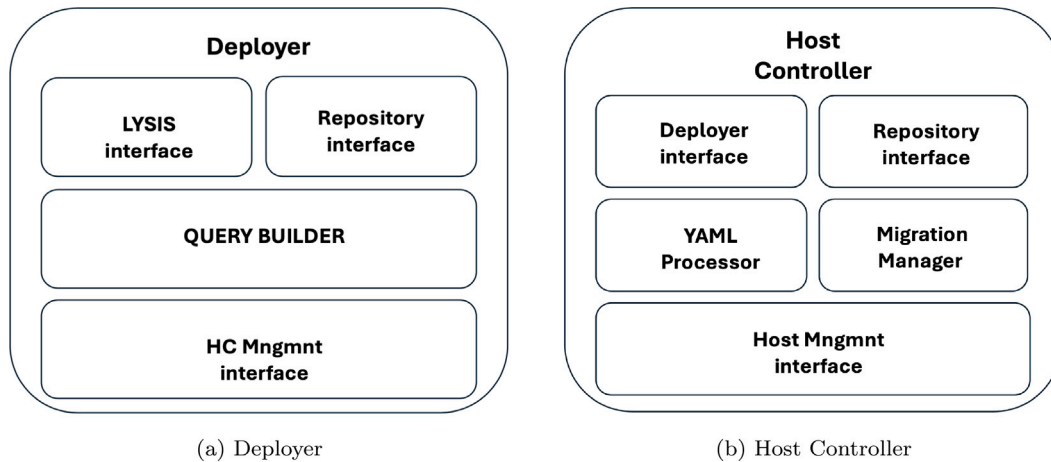 Deployer
LYSIS
interface
Repository
interface
QUERY BUILDER
HC Mngmnt
interface
(a) Deployer
Host
Controller
Deployer
interface
Repository
interface
YAML
Processor
Migration
Manager
Host Mngmnt
interface
(b) Host Controller